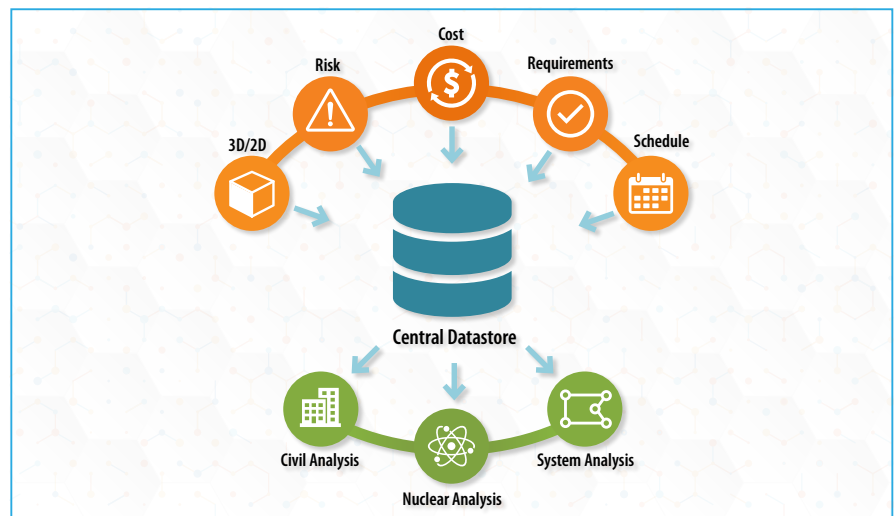 Cost
Risk
Requirements
3D/2D
Schedule
$
Central Datastore
Civil Analysis
System Analysis
Nuclear Analysis